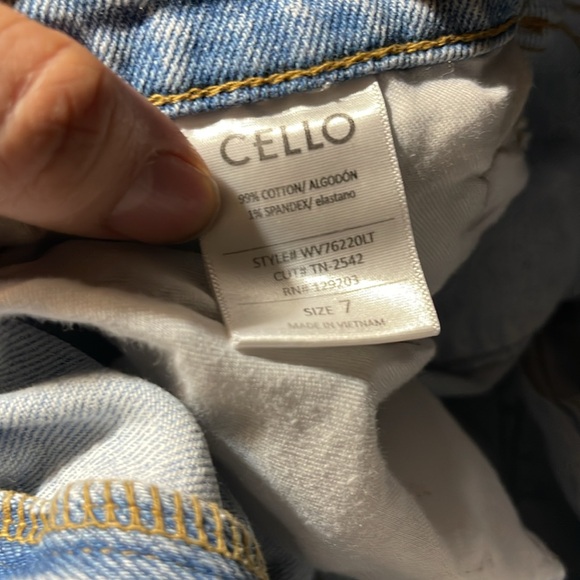 CELLO
99% COTTON/ ALGODÓN
1% SPANDEX/ elastano
STYLE# WV76220LT
CUT# TN-2542
RN# 129203
SIZE 7
MADE IN VIETNAM